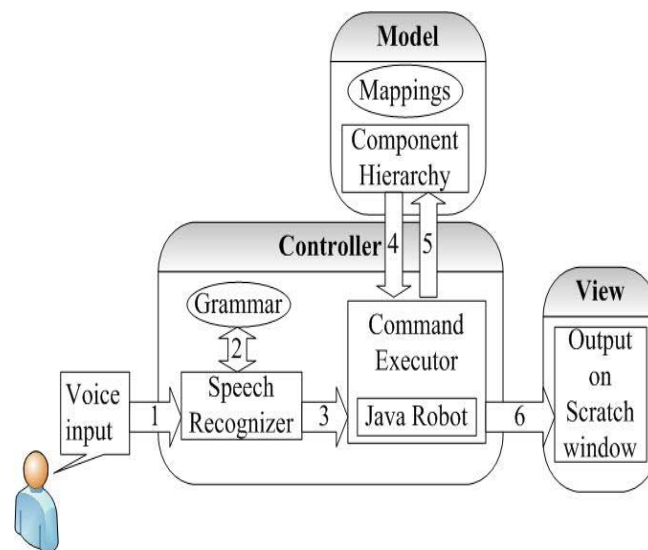 Model
Mappings
Component
Hierarchy
Controller
4
5
Grammar
2
Command
Executor
Java Robot
View
Output
on
Scratch
window
Voice
input
1
Speech
Recognizer
3
6